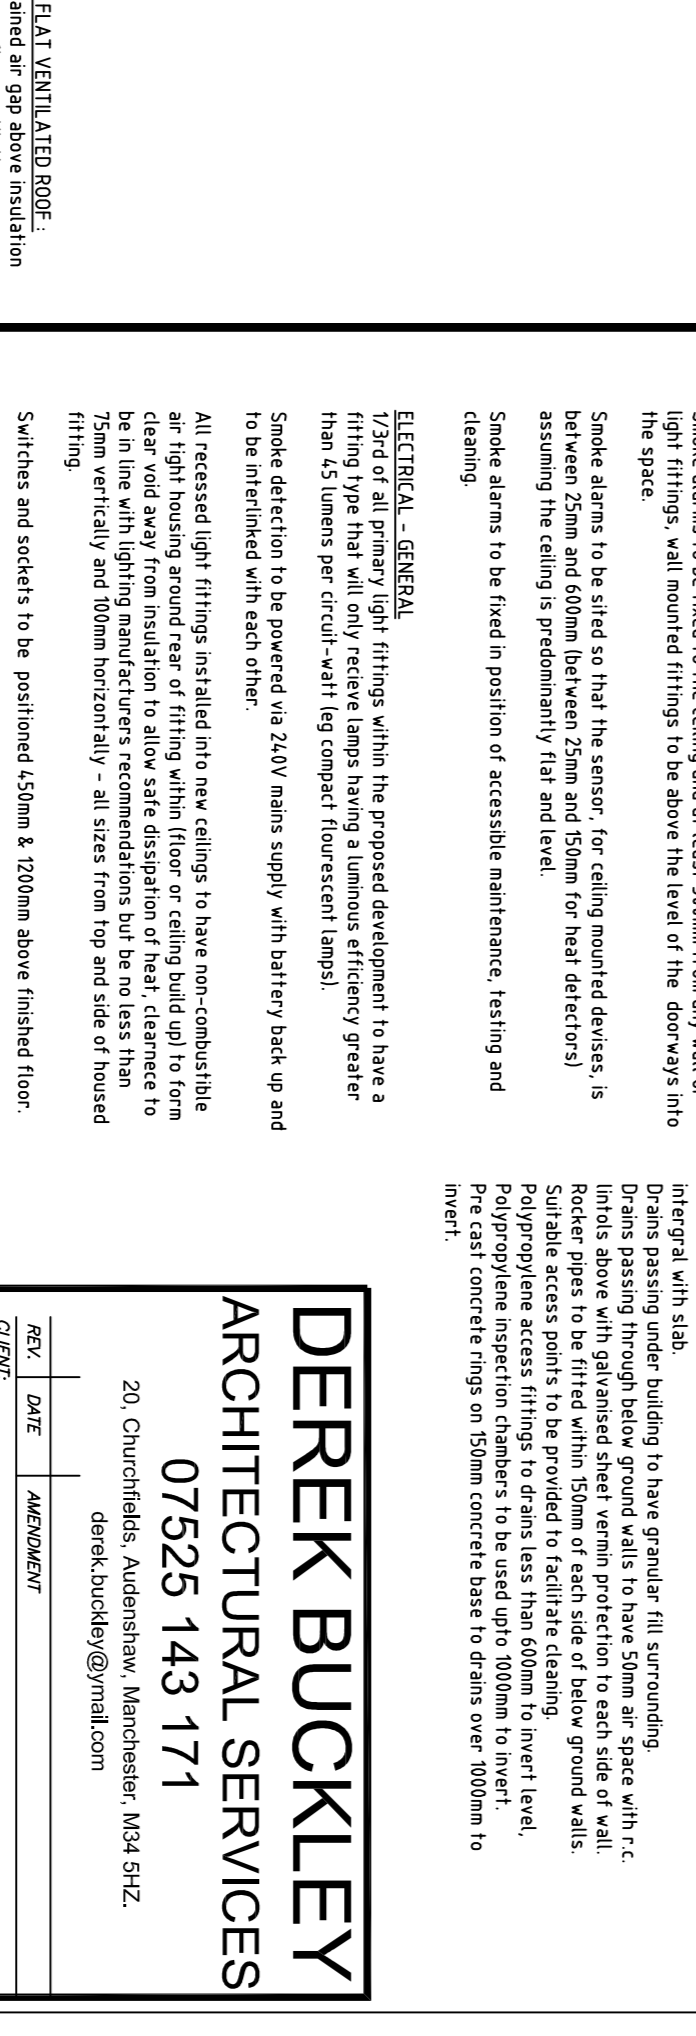 FLAT VENTILATED ROOF :
ained air gap above insulation
light fittings, wall mounted fittings to be above the level of the doorways into
the space.
Smoke alarms to be sited so that the sensor, for ceiling mounted devises, is
between 25mm and 600mm (between 25mm and 150mm for heat detectors)
assuming the ceiling is predominantly flat and level.
Smoke alarms to be fixed in position of accessible maintenance, testing and
cleaning.
ELECTRICAL - GENERAL
1/3rd of all primary light fittings within the proposed development to have a
fitting type that will only recieve lamps having a luminous efficiency greater
than 45 lumens per circuit-watt (eg compact flourescent lamps).
Smoke detection to be powered via 240V mains supply with battery back up and
to be interlinked with each other.
All recessed light fittings installed into new ceilings to have non-combustible
air tight housing around rear of fitting within (floor or ceiling build up) to form
clear void away from insulation to allow safe dissipation of heat, clearnece to
be in line with lighting manufacturers recommendations but be no less than
75mm vertically and 100mm horizontally - all sizes from top and side of housed
fitting.
Switches and sockets to be positioned 450mm & 1200mm above finished floor.
intergral with slab.
Drains passing under building to have granular fill surrounding.
Drains passing through below ground walls to have 50mm air space with r.c.
lintols above with galvanised sheet vermin protection to each side of wall.
Rocker pipes to be fitted within 150mm of each side of below ground walls.
Suitable access points to be provided to facilitate cleaning.
Polypropylene access fittings to drains less than 600mm to invert level,
Polypropylene inspection chambers to be used upto 1000mm to invert.
Pre cast concrete rings on 150mm concrete base to drains over 1000mm to
invert.
DEREK BUCKLEY
ARCHITECTURAL SERVICES
07525 143 171
20, Churchfields, Audenshaw, Manchester, M34 5HZ.
derek.buckley@ymail.com
REV. DATE AMENDMENT
CLIENT: